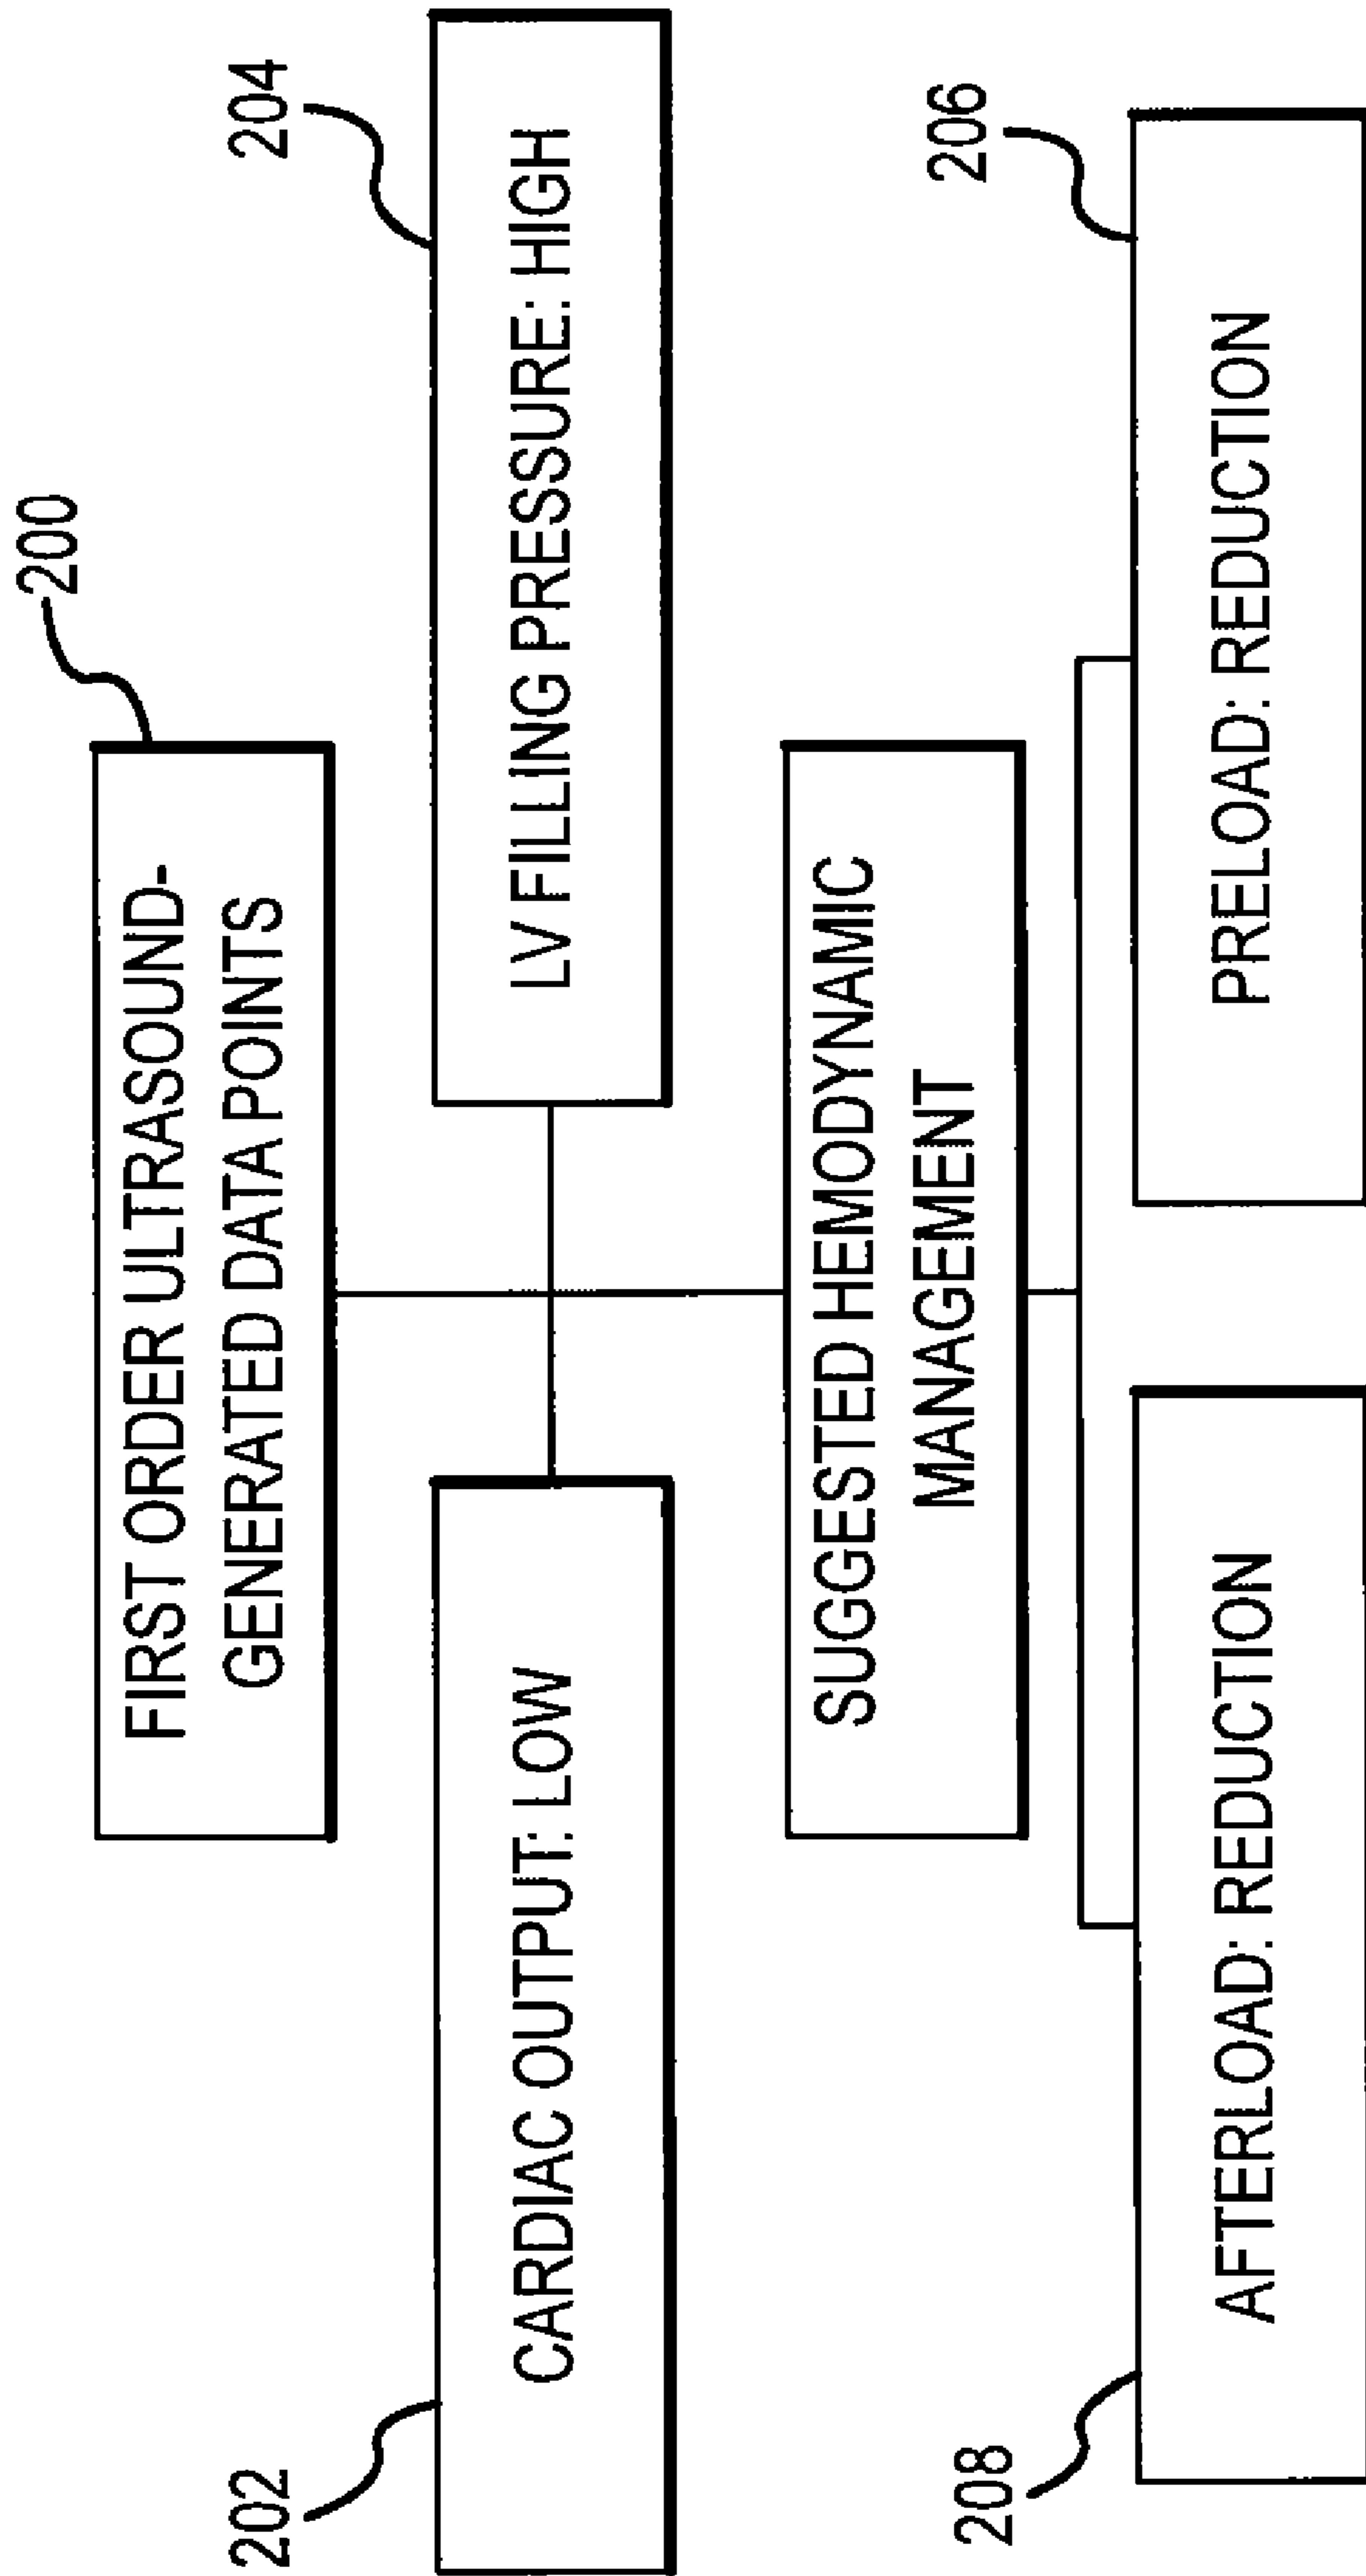 200
FIRST ORDER ULTRASOUND-
GENERATED DATA POINTS
202
CARDIAC OUTPUT: LOW
204
LV FILLING PRESSURE: HIGH
SUGGESTED HEMODYNAMIC
MANAGEMENT
208
AFTERLOAD: REDUCTION
206
PRELOAD: REDUCTION